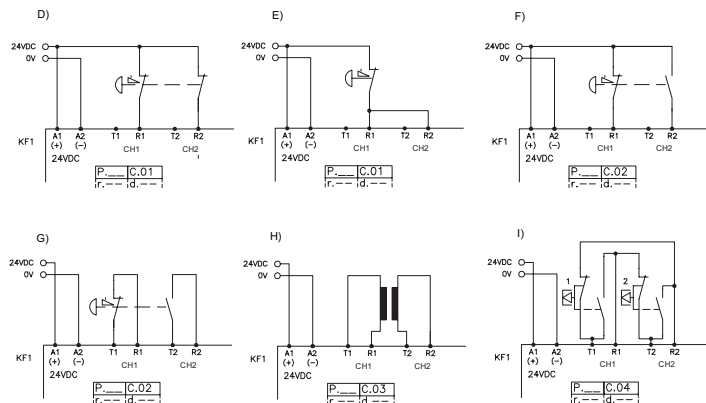 D)
24VDC
0V
A1 A2 T1 R1 T2 R2
KF1 (+) (−) CH1 CH2
24VDC
P.__ C.01
r.-- d.--
E)
24VDC
0V
A1 A2 T1 R1 T2 R2
KF1 (+) (−) CH1 CH2
24VDC
P.__ C.01
r.-- d.--
F)
24VDC
0V
A1 A2 T1 R1 T2 R2
KF1 (+) (−) CH1 CH2
24VDC
P.__ C.02
r.-- d.--
G)
24VDC
0V
A1 A2 T1 R1 T2 R2
KF1 (+) (−) CH1 CH2
24VDC
P.__ C.02
r.-- d.--
H)
24VDC
0V
A1 A2 T1 R1 T2 R2
KF1 (+) (−) CH1 CH2
24VDC
P.__ C.03
r.-- d.--
I)
24VDC
0V
1 2
A1 A2 T1 R1 T2 R2
KF1 (+) (−) CH1 CH2
24VDC
P.__ C.04
r.-- d.--